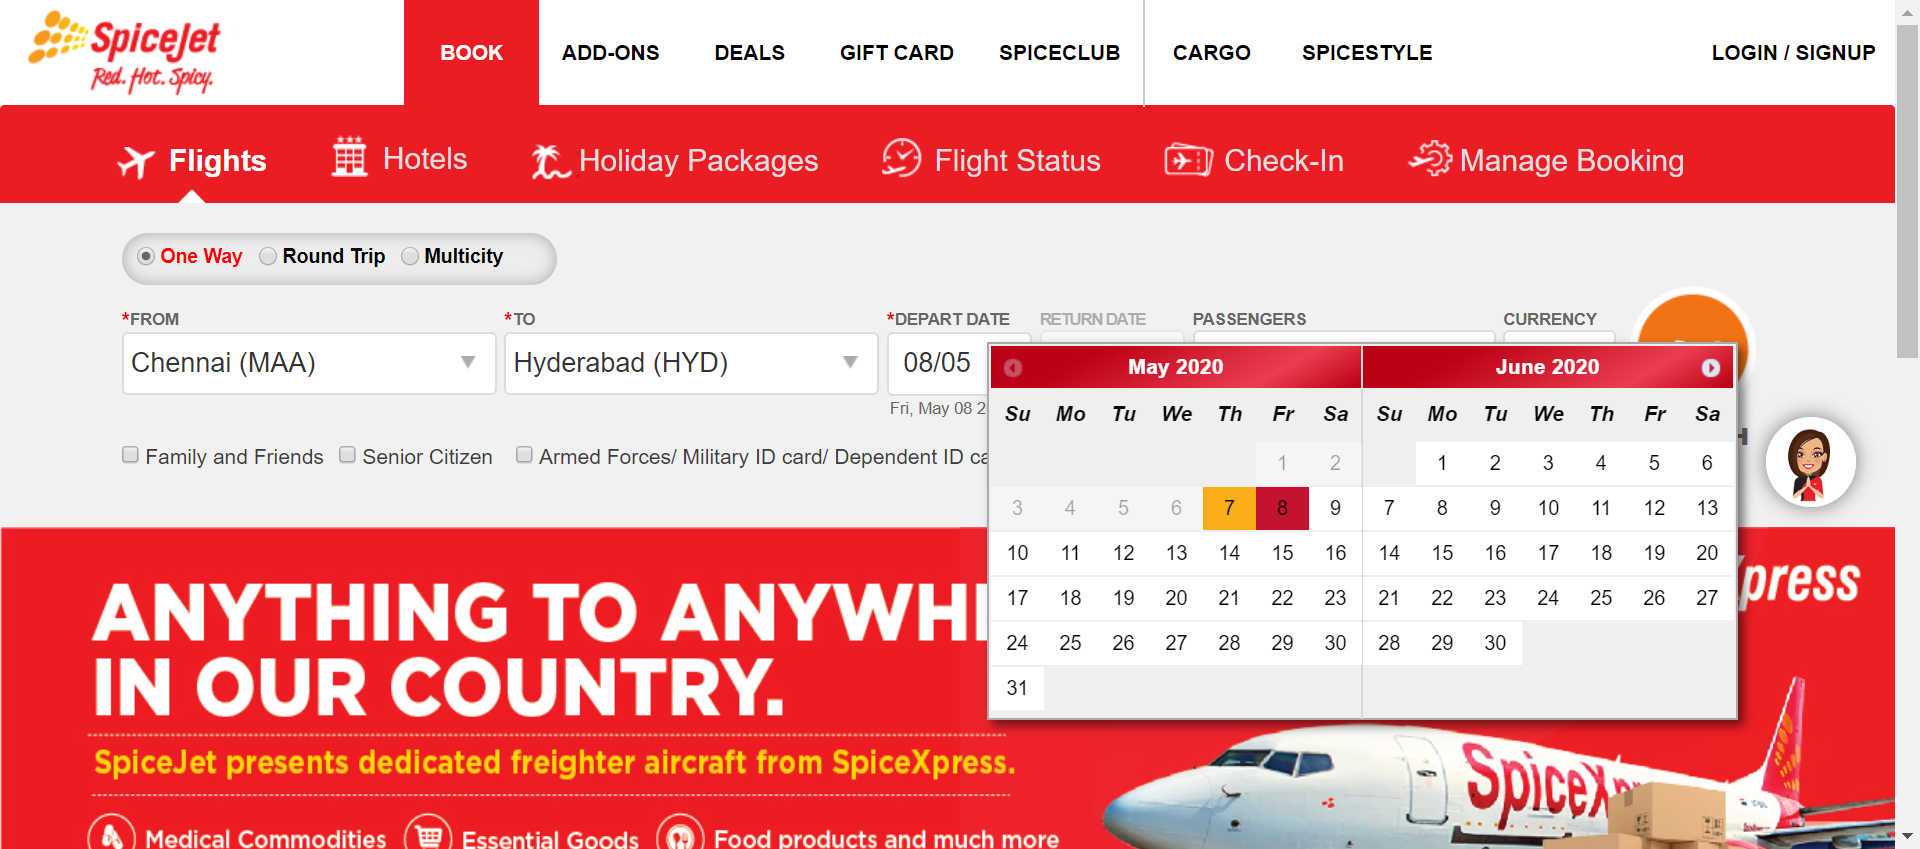 SpiceJet
Red. Hot. Spicy.
BOOK
ADD-ONS
DEALS
GIFT CARD
SPICECLUB
CARGO
SPICESTYLE
LOGIN / SIGNUP
Flights
Hotels
Holiday Packages
Flight Status
Check-In
Manage Booking
One Way
Round Trip
Multicity
*FROM
*TO
*DEPART DATE
RETURN DATE
PASSENGERS
CURRENCY
Chennai (MAA)
Hyderabad (HYD)
08/05
Fri, May 08 2
Family and Friends
Senior Citizen
Armed Forces/ Military ID card/ Dependent ID ca
H
May 2020
Su Mo Tu We Th Fr Sa
1 2
3 4 5 6 7 8 9
10 11 12 13 14 15 16
17 18 19 20 21 22 23
24 25 26 27 28 29 30
31
June 2020
Su Mo Tu We Th Fr Sa
1 2 3 4 5 6
7 8 9 10 11 12 13
14 15 16 17 18 19 20
21 22 23 24 25 26 27
28 29 30
Xpress
ANYTHING TO ANYWHE
IN OUR COUNTRY.
SpiceJet presents dedicated freighter aircraft from SpiceXpress.
Medical Commodities
Essential Goods
Food products and much more
SpiceXpr